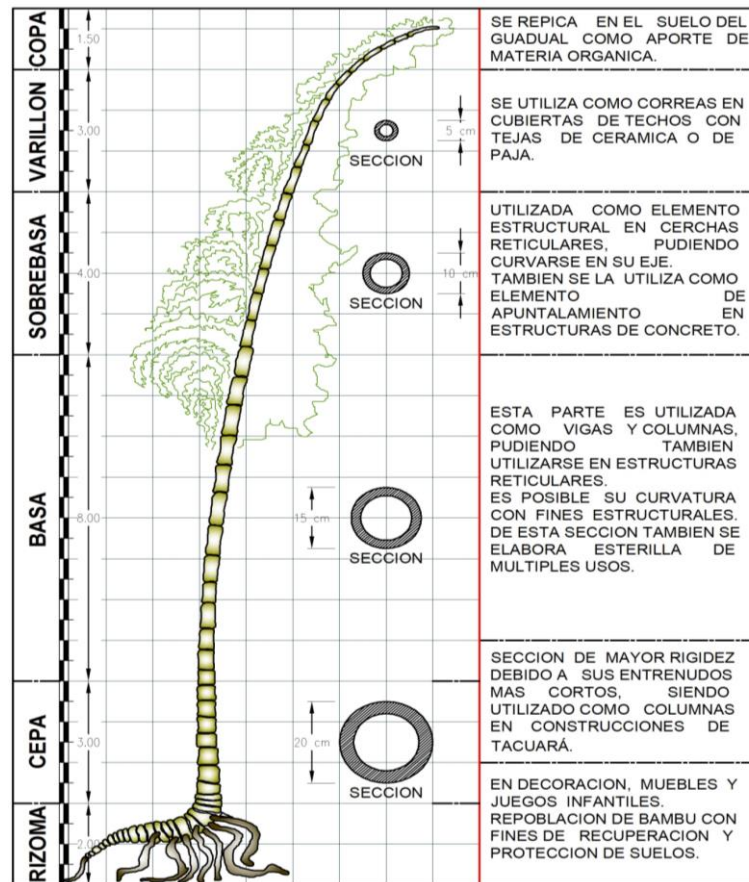 COPA
1.50
SE REPICA EN EL SUELO DEL
GUADUAL COMO APORTE DE
MATERIA ORGANICA.
VARILLON
3.00
5 cm
SECCION
SE UTILIZA COMO CORREAS EN
CUBIERTAS DE TECHOS CON
TEJAS DE CERAMICA O DE
PAJA.
SOBREBASA
4.00
10 cm
SECCION
UTILIZADA COMO ELEMENTO
ESTRUCTURAL EN CERCHAS
RETICULARES, PUDIENDO
CURVARSE EN SU EJE.
TAMBIEN SE LA UTILIZA COMO
ELEMENTO DE
APUNTALAMIENTO EN
ESTRUCTURAS DE CONCRETO.
BASA
8.00
15 cm
SECCION
ESTA PARTE ES UTILIZADA
COMO VIGAS Y COLUMNAS,
PUDIENDO TAMBIEN
UTILIZARSE EN ESTRUCTURAS
RETICULARES.
ES POSIBLE SU CURVATURA
CON FINES ESTRUCTURALES.
DE ESTA SECCION TAMBIEN SE
ELABORA ESTERILLA DE
MULTIPLES USOS.
CEPA
3.00
20 cm
SECCION
SECCION DE MAYOR RIGIDEZ
DEBIDO A SUS ENTRENUDOS
MAS CORTOS, SIENDO
UTILIZADO COMO COLUMNAS
EN CONSTRUCCIONES DE
TACUARÁ.
RIZOMA
2.00
EN DECORACION, MUEBLES Y
JUEGOS INFANTILES.
REPOBLACION DE BAMBU CON
FINES DE RECUPERACION Y
PROTECCION DE SUELOS.